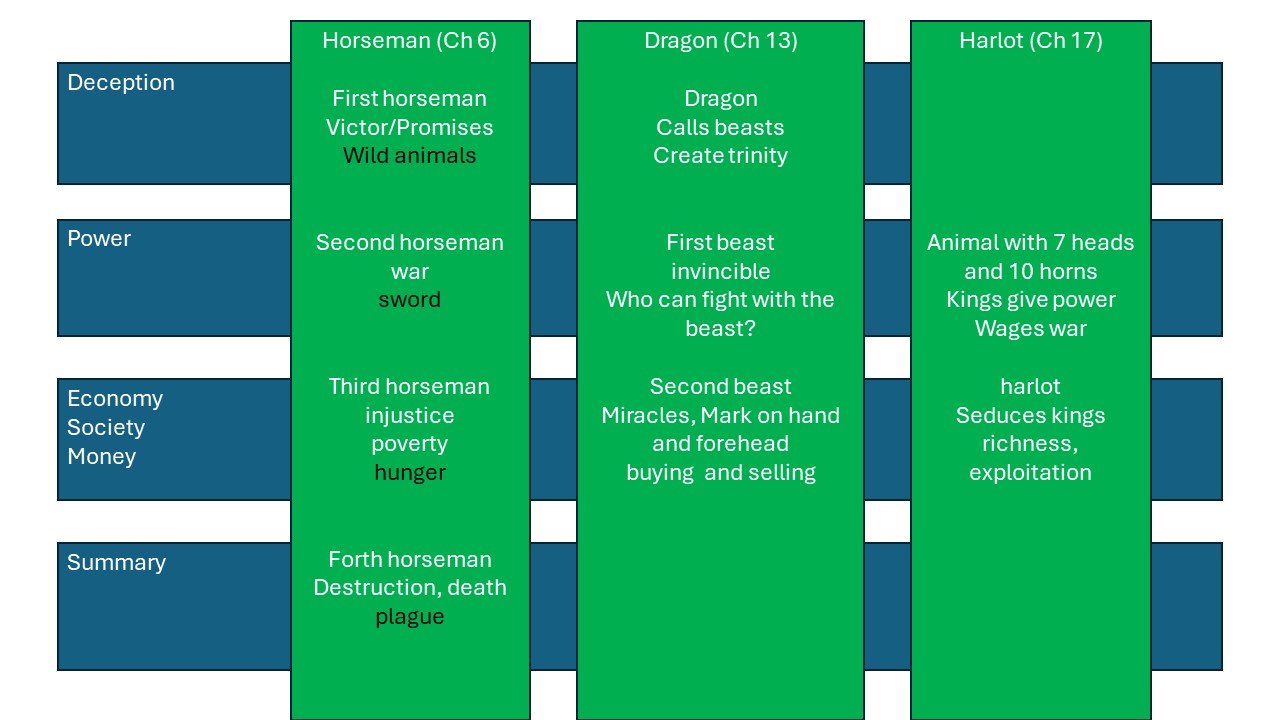 Horseman (Ch 6)
Dragon (Ch 13)
Harlot (Ch 17)
Deception
First horseman
Victor/Promises
Wild animals
Dragon
Calls beasts
Create trinity
Power
Second horseman
war
sword
First beast
invincible
Who can fight with the
beast?
Animal with 7 heads
and 10 horns
Kings give power
Wages war
Economy
Society
Money
Third horseman
injustice
poverty
hunger
Second beast
Miracles, Mark on hand
and forehead
buying  and selling
harlot
Seduces kings
richness,
exploitation
Summary
Forth horseman
Destruction, death
plague